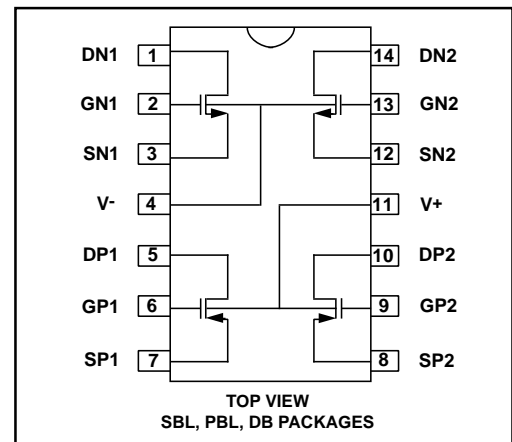 DN1 1 14 DN2
GN1 2 13 GN2
SN1 3 12 SN2
V- 4 11 V+
DP1 5 10 DP2
GP1 6 9 GP2
SP1 7 8 SP2
TOP VIEW
SBL, PBL, DB PACKAGES